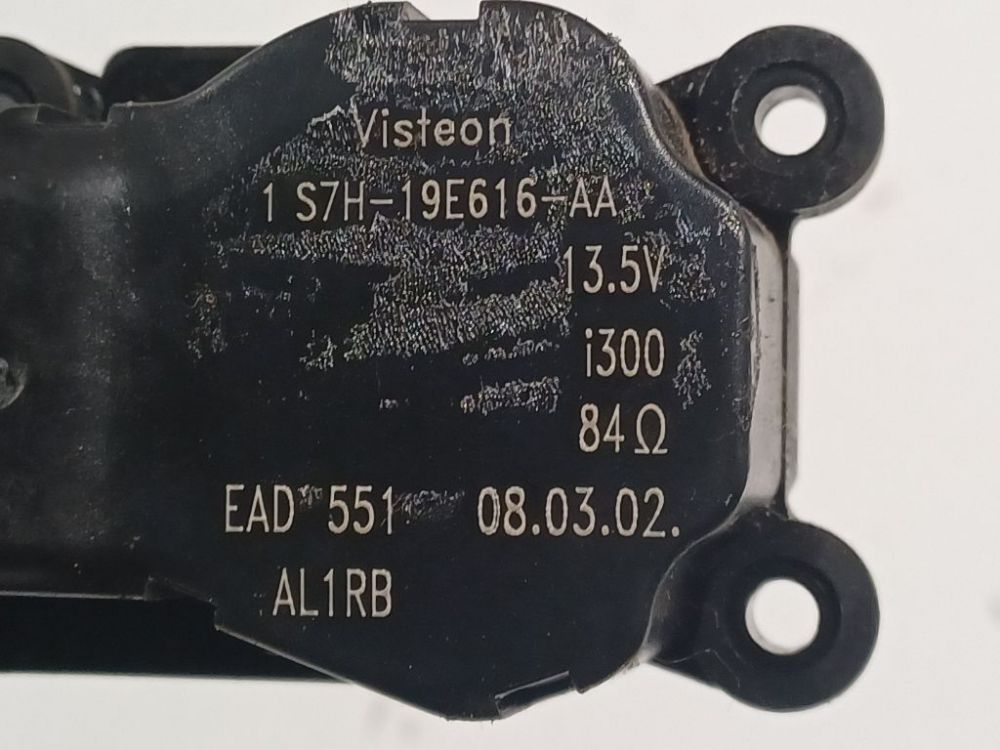 Visteon
1 S7H-19E616-AA
13.5V
i300
84Ω
EAD 551 08.03.02.
AL1RB